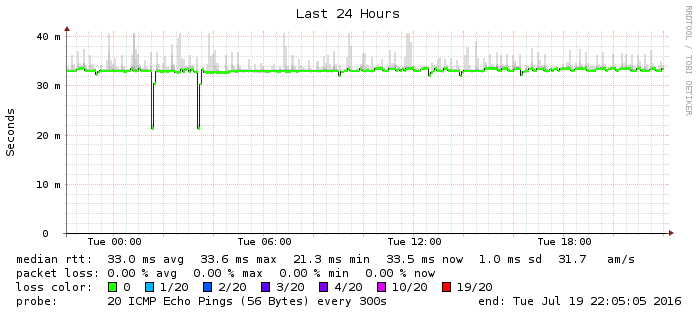 Last 24 Hours
RRDTOOL / TOBI OETIKER
Seconds
40 m
30 m
20 m
10 m
0
Tue 00:00 Tue 06:00 Tue 12:00 Tue 18:00
median rtt: 33.0 ms avg 33.6 ms max 21.3 ms min 33.5 ms now 1.0 ms sd 31.7 am/s
packet loss: 0.00 % avg 0.00 % max 0.00 % min 0.00 % now
loss color: 0 1/20 2/20 3/20 4/20 10/20 19/20
probe: 20 ICMP Echo Pings (56 Bytes) every 300s end: Tue Jul 19 22:05:05 2016